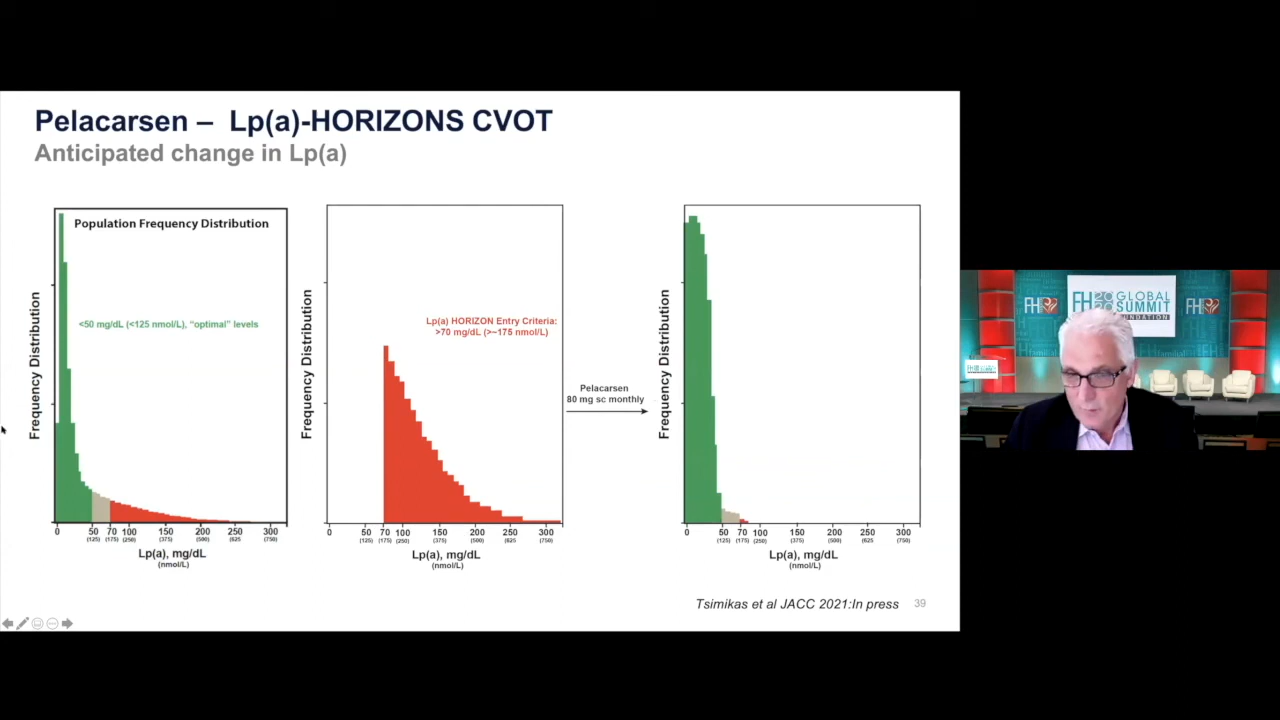 Pelacarsen – Lp(a)-HORIZONS CVOT
Anticipated change in Lp(a)
Population Frequency Distribution
<50 mg/dL (<125 nmol/L), "optimal" levels
Frequency Distribution
0 50 70 100 150 200 250 300
(125) (175) (250) (375) (500) (625 (750)
Lp(a), mg/dL
(nmol/L)
Lp(a) HORIZON Entry Criteria:
>70 mg/dL (>~175 nmol/L)
Frequency Distribution
0 50 70 100 150 200 250 300
(125) (175) (250) (375) (500) (625 (750)
Lp(a), mg/dL
(nmol/L)
Pelacarsen
80 mg sc monthly
Frequency Distribution
0 50 70 100 150 200 250 300
(125) (175) (250) (375) (500) (625 (750)
Lp(a), mg/dL
(nmol/L)
Tsimikas et al JACC 2021:In press
39
FH
FH 20 GLOBAL
20 SUMMIT
FH